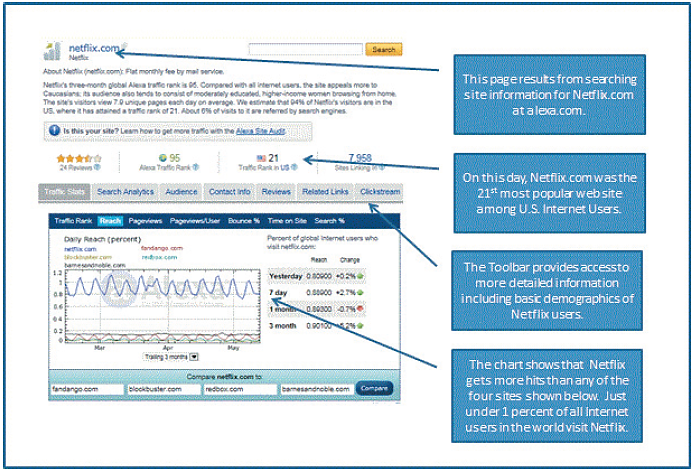 netflix.com
Netflix
Search
About Netflix (netflix.com): Flat monthly fee by mail service.
Netflix's three-month global Alexa traffic rank is 95. Compared with all internet users, the site appeals more to
Caucasians; its audience also tends to consist of moderately educated, higher-income women browsing from home.
The site's visitors view 7.9 unique pages each day on average. We estimate that 94% of Netflix's visitors are in the
US, where it has attained a traffic rank of 21. About 6% of visits to it are referred by search engines.
Is this your site? Learn how to get more traffic with the Alexa Site Audit.
24 Reviews
95
Alexa Traffic Rank
21
Traffic Rank in US
7,958
Sites Linking In
Traffic Stats Search Analytics Audience Contact Info Reviews Related Links Clickstream
Traffic Rank Reach Pageviews Pageviews/User Bounce % Time on Site Search %
Daily Reach (percent)
netflix.com fandango.com
blockbuster.com redbox.com
barnesandnoble.com
1.2
1
0.8
0.6
0.4
0.2
0
Alexa
Mar Apr May
Trailing 3 months
Percent of global Internet users who
visit netflix.com:
Reach Change
Yesterday 0.80900 +0.2%
7 day 0.88900 +2.7%
1 month 0.89300 -0.7%
3 month 0.90100 +5.2%
Compare netflix.com to:
fandango.com blockbuster.com redbox.com barnesandnoble.com Compare
This page results from searching
site information for Netflix.com
at alexa.com.
On this day, Netflix.com was the
21st most popular web site
among U.S. Internet Users.
The Toolbar provides access to
more detailed information
including basic demographics of
Netflix users.
The chart shows that Netflix
gets more hits than any of the
four sites shown below. Just
under 1 percent of all Internet
users in the world visit Netflix.